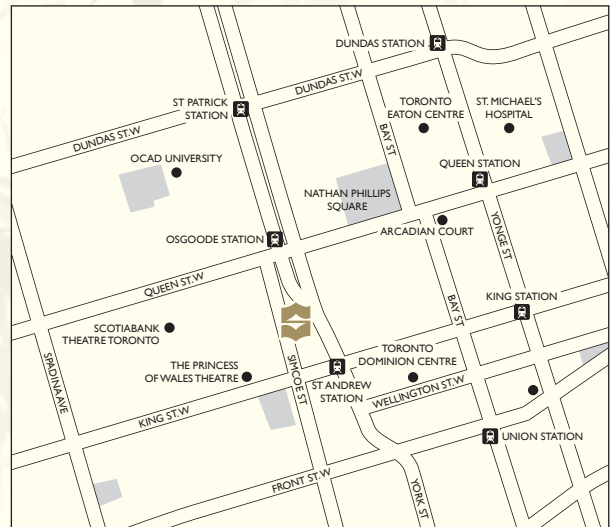 DUNDAS STATION
DUNDAS ST.W
ST PATRICK
STATION
TORONTO
EATON CENTRE
ST. MICHAEL'S
HOSPITAL
BAY ST
DUNDAS ST.W
OCAD UNIVERSITY
QUEEN STATION
NATHAN PHILLIPS
SQUARE
YONGE ST
OSGOODE STATION
ARCADIAN COURT
QUEEN ST.W
KING STATION
BAY ST
SCOTIABANK
THEATRE TORONTO
SPADINA AVE
THE PRINCESS
OF WALES THEATRE
SIMCOE ST
TORONTO
DOMINION CENTRE
ST ANDREW
STATION
WELLINGTON ST.W
KING ST.W
UNION STATION
FRONT ST.W
YORK ST